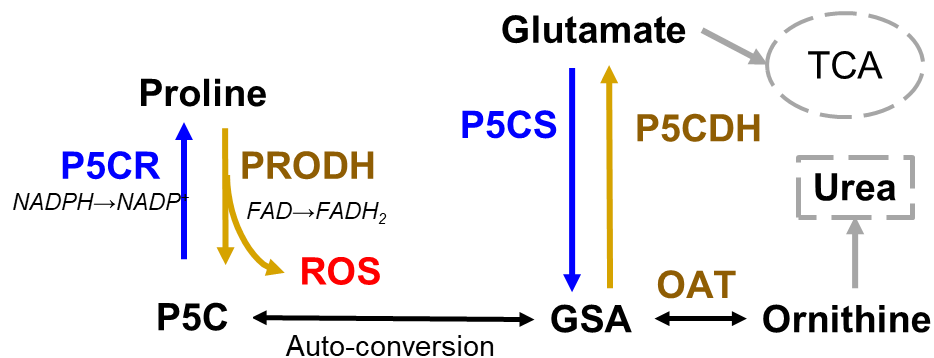 Glutamate
TCA
Proline
P5CS
P5CDH
P5CR
PRODH
NADPH→NADP⁺
FAD→FADH₂
Urea
ROS
OAT
P5C
GSA
Ornithine
Auto-conversion